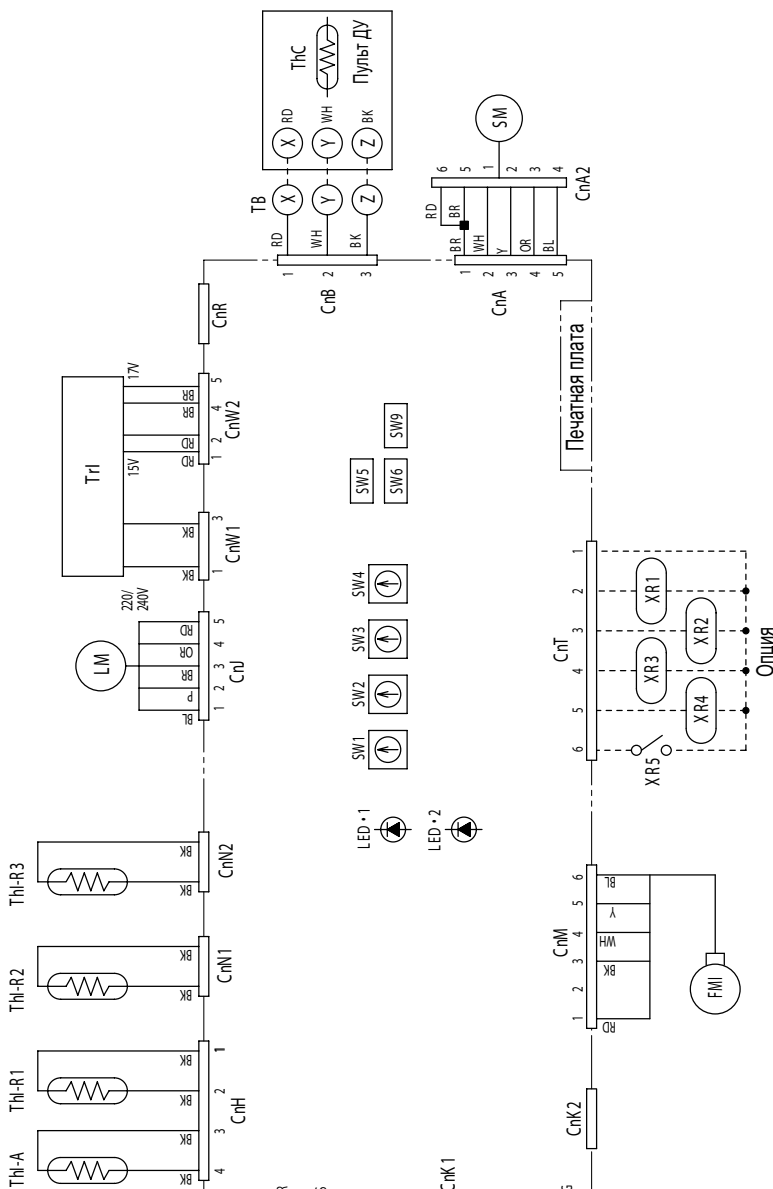 ThC
Пульт ДУ
X RD
Y WH
Z BK
TB
X
Y
Z
RD
WH
BK
1
2
3
CnB
SM
6
5
1
2
3
4
CnA2
RD
BR
BR
WH
Y
OR
BL
1
2
3
4
5
CnA
CnR
TrI
17V
15V
BR
BR
RD
RD
5
4
2
1
CnW2
BK
BK
3
1
CnW1
220/
240V
LM
RD
OR
BR
P
BL
5
4
3
2
1
CnJ
SW9
SW5
SW6
SW4
SW3
SW2
SW1
LED • 1
LED • 2
Печатная плата
1
2
3
4
5
6
CnT
XR1
XR2
XR3
XR4
XR5
Опция
ThI-R3
BK
BK
CnN2
ThI-R2
BK
BK
CnN1
ThI-R1
BK
BK
1
2
ThI-A
BK
BK
3
4
CnH
CnM
6
5
4
3
2
1
BL
Y
WH
BK
RD
FMI
CnK2
CnK1